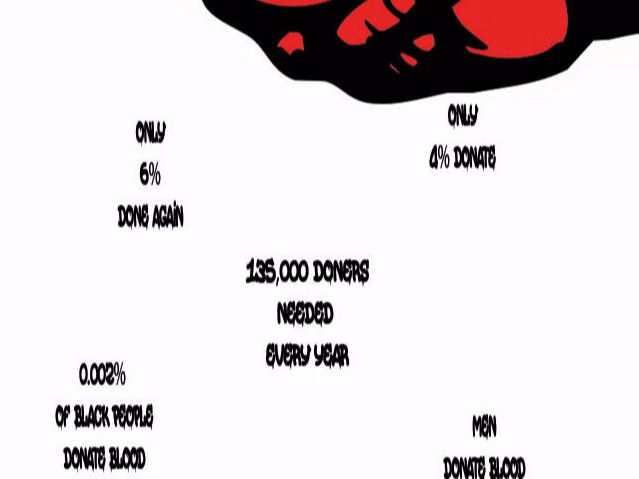 ONLY
6%
DONE AGAIN
ONLY
4% DONATE
135,000 DONERS
NEEDED
EVERY YEAR
0.002%
OF BLACK PEOPLE
DONATE BLOOD
MEN
DONATE BLOOD